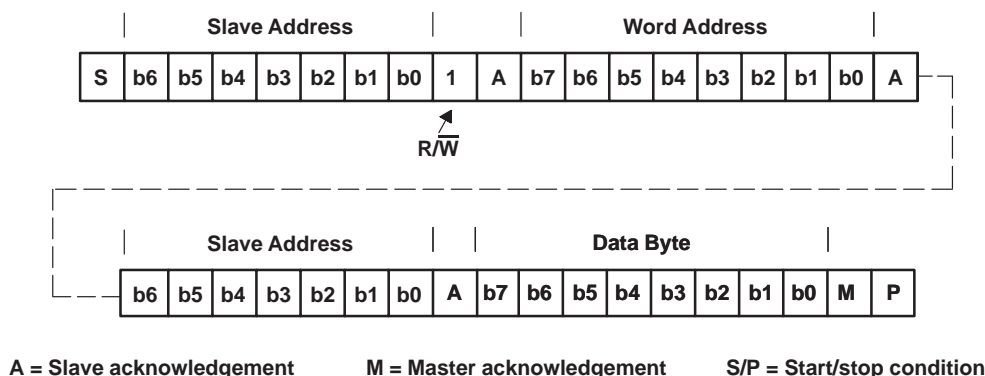 Slave Address Word Address
S b6 b5 b4 b3 b2 b1 b0 1 A b7 b6 b5 b4 b3 b2 b1 b0 A
R/W̅
Slave Address Data Byte
b6 b5 b4 b3 b2 b1 b0 A b7 b6 b5 b4 b3 b2 b1 b0 M P
A = Slave acknowledgement M = Master acknowledgement S/P = Start/stop condition